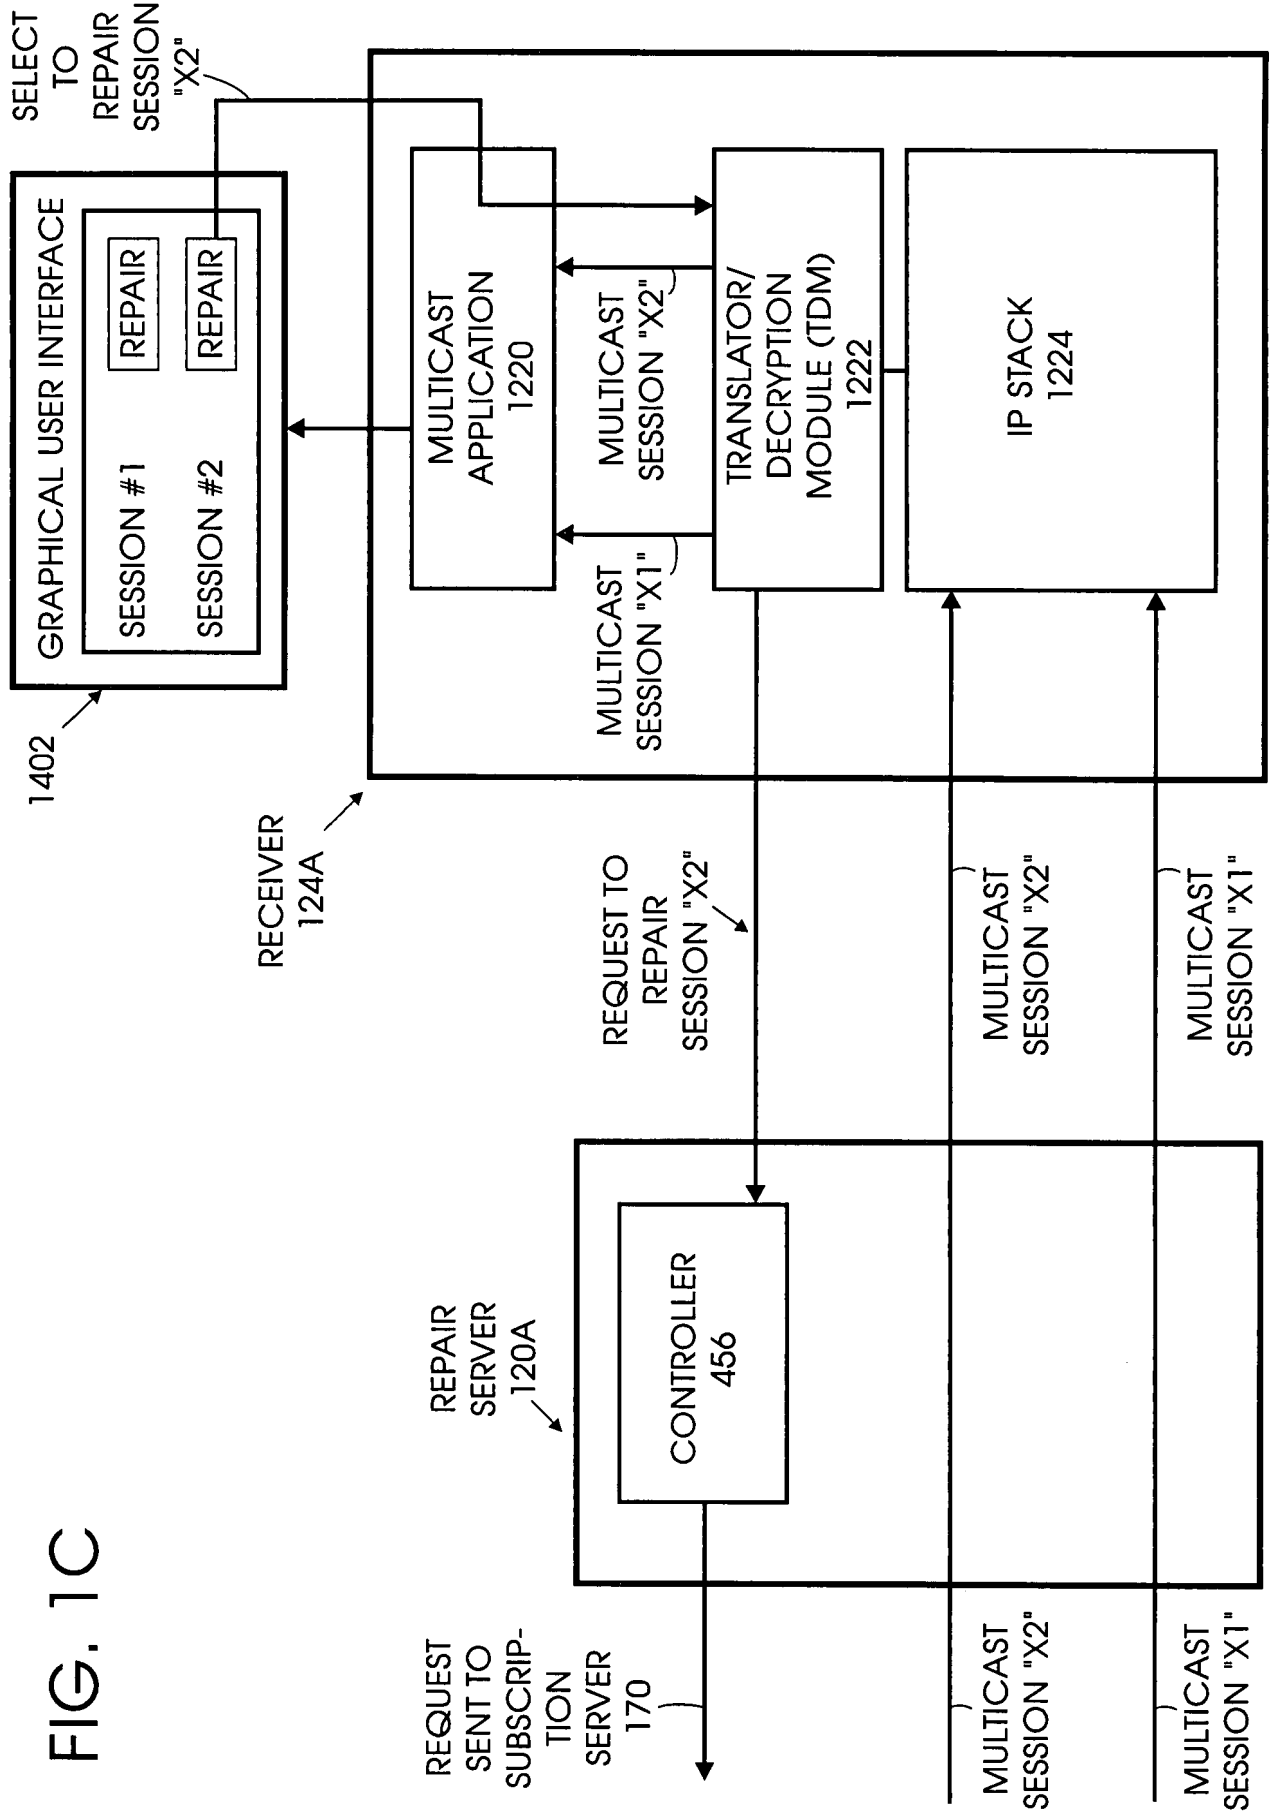 FIG. 1C
REQUEST
SENT TO
SUBSCRIP-
TION
SERVER
170
MULTICAST
SESSION "X2"
MULTICAST
SESSION "X1"
REPAIR
SERVER
120A
CONTROLLER
456
REQUEST TO
REPAIR
SESSION "X2"
MULTICAST
SESSION "X2"
MULTICAST
SESSION "X1"
RECEIVER
124A
1402
GRAPHICAL USER INTERFACE
SESSION #1
REPAIR
SESSION #2
REPAIR
SELECT
TO
REPAIR
SESSION
"X2"
MULTICAST
APPLICATION
1220
MULTICAST
SESSION "X1"
MULTICAST
SESSION "X2"
TRANSLATOR/
DECRYPTION
MODULE (TDM)
1222
IP STACK
1224